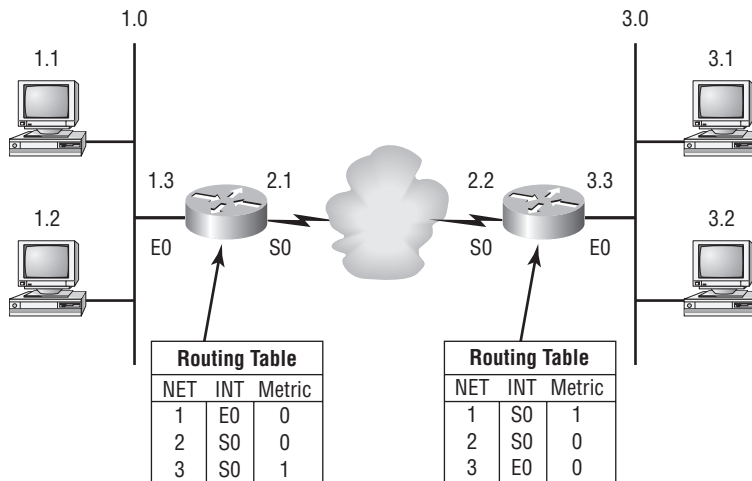 1.0
3.0
1.1
3.1
1.3
2.1
2.2
3.3
1.2
3.2
E0
S0
S0
E0
Routing Table
NET INT Metric
1 E0 0
2 S0 0
3 S0 1
Routing Table
NET INT Metric
1 S0 1
2 S0 0
3 E0 0